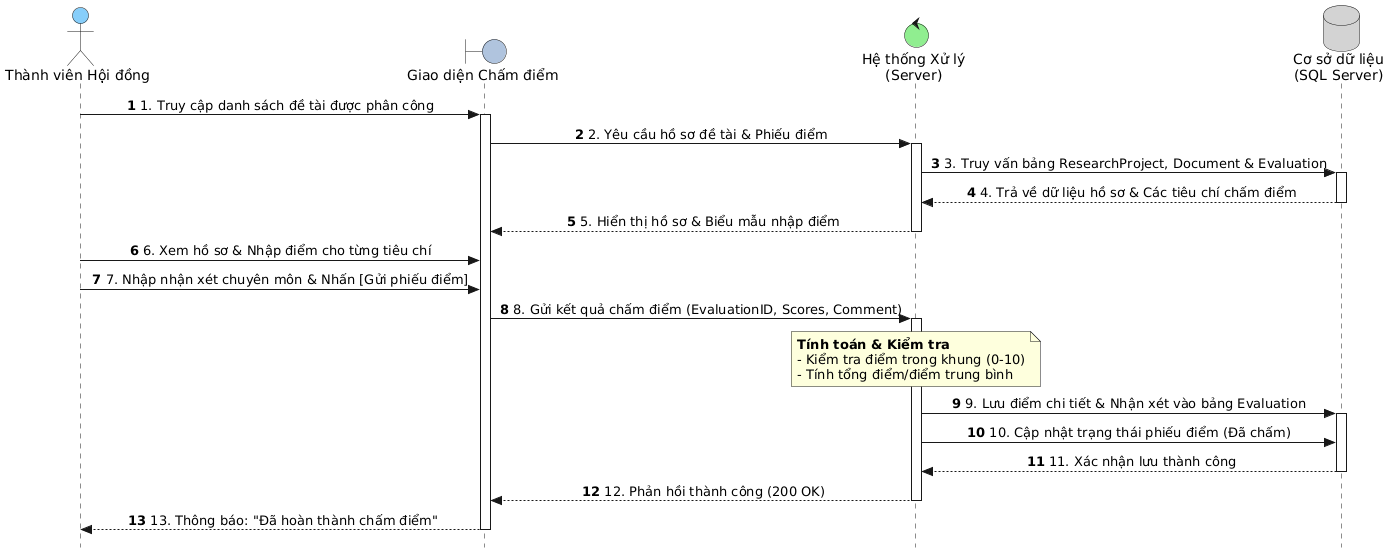 Thành viên Hội đồng
Giao diện Chấm điểm
Hệ thống Xử lý
(Server)
Cơ sở dữ liệu
(SQL Server)
1 1. Truy cập danh sách đề tài được phân công
2 2. Yêu cầu hồ sơ đề tài & Phiếu điểm
3 3. Truy vấn bảng ResearchProject, Document & Evaluation
4 4. Trả về dữ liệu hồ sơ & Các tiêu chí chấm điểm
5 5. Hiển thị hồ sơ & Biểu mẫu nhập điểm
6 6. Xem hồ sơ & Nhập điểm cho từng tiêu chí
7 7. Nhập nhận xét chuyên môn & Nhấn [Gửi phiếu điểm]
8 8. Gửi kết quả chấm điểm (EvaluationID, Scores, Comment)
Tính toán & Kiểm tra
- Kiểm tra điểm trong khung (0-10)
- Tính tổng điểm/điểm trung bình
9 9. Lưu điểm chi tiết & Nhận xét vào bảng Evaluation
10 10. Cập nhật trạng thái phiếu điểm (Đã chấm)
11 11. Xác nhận lưu thành công
12 12. Phản hồi thành công (200 OK)
13 13. Thông báo: "Đã hoàn thành chấm điểm"